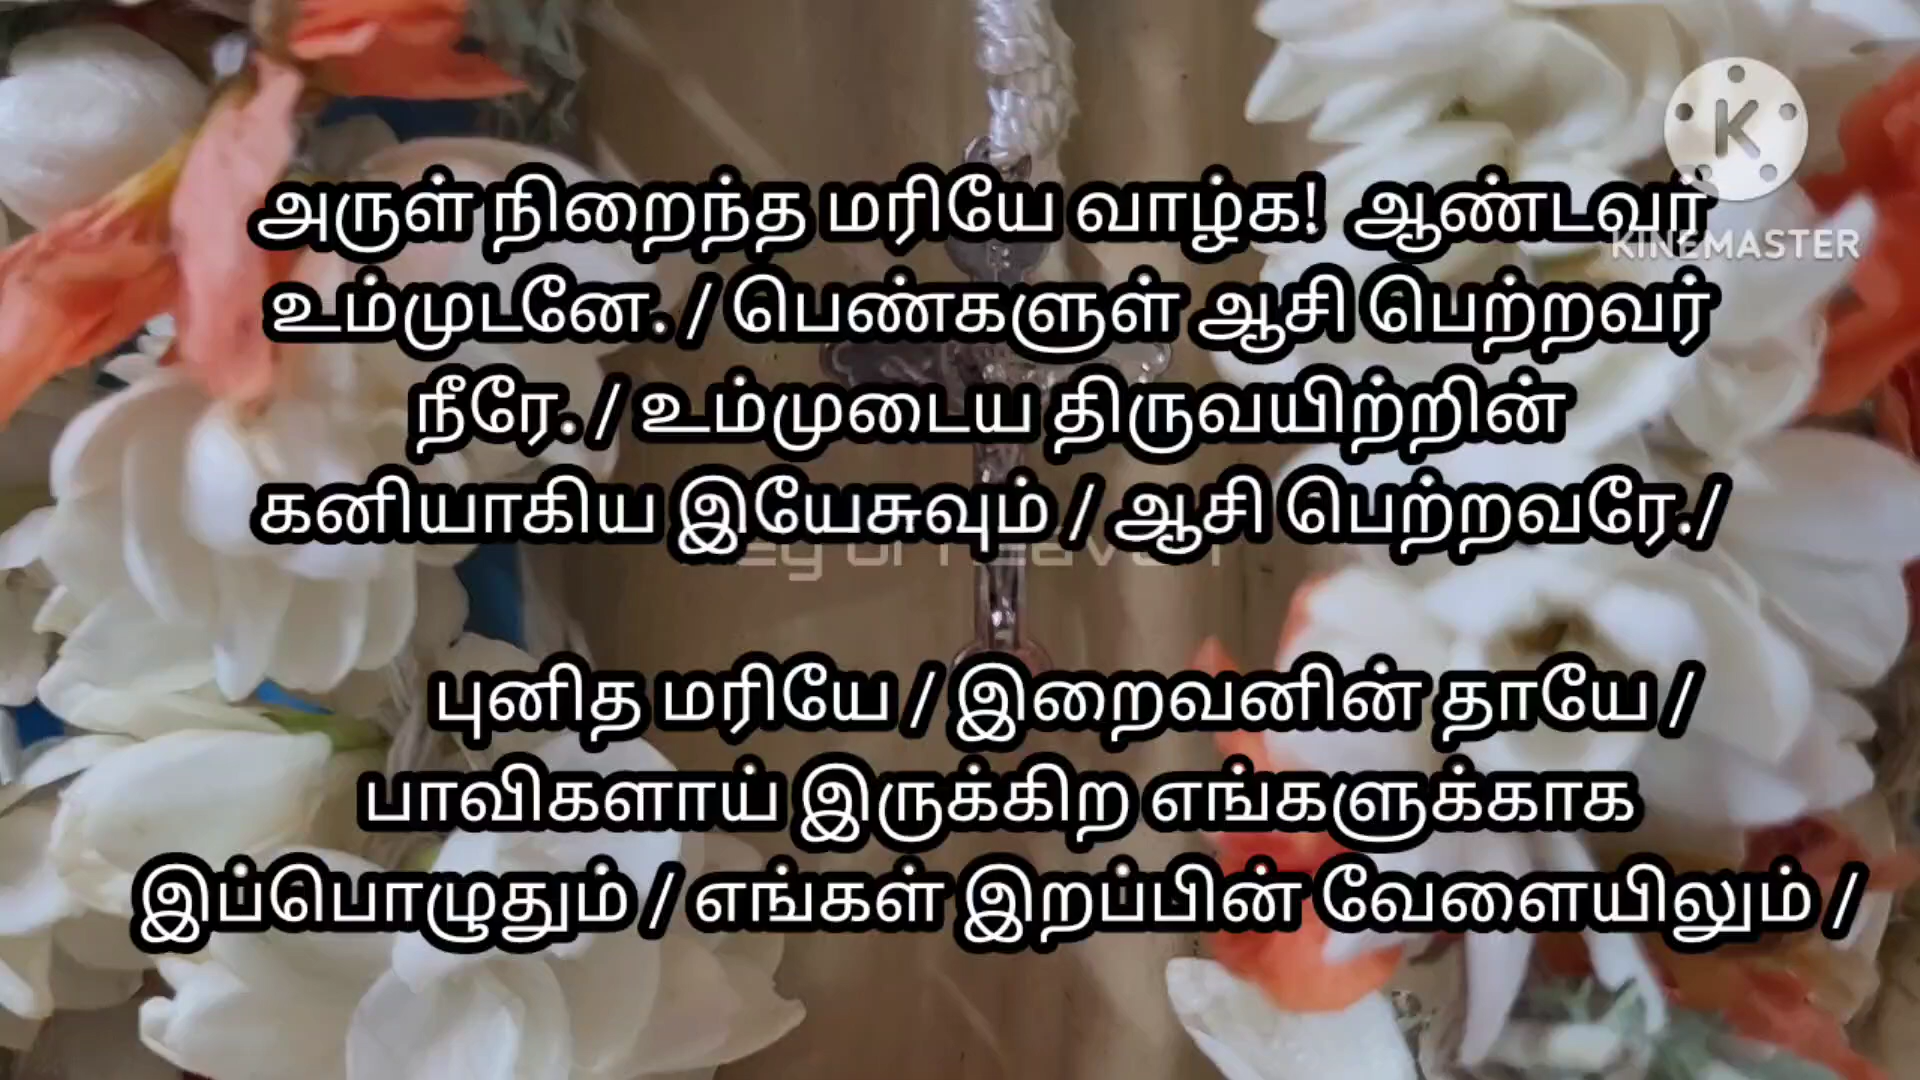 அருள் நிறைந்த மரியே வாழ்க! ஆண்டவர்
உம்முடனே. / பெண்களுள் ஆசி பெற்றவர்
நீரே. / உம்முடைய திருவயிற்றின்
கனியாகிய இயேசுவும் / ஆசி பெற்றவரே./
புனித மரியே / இறைவனின் தாயே /
பாவிகளாய் இருக்கிற எங்களுக்காக
இப்பொழுதும் / எங்கள் இறப்பின் வேளையிலும் /
K
KINEMASTER